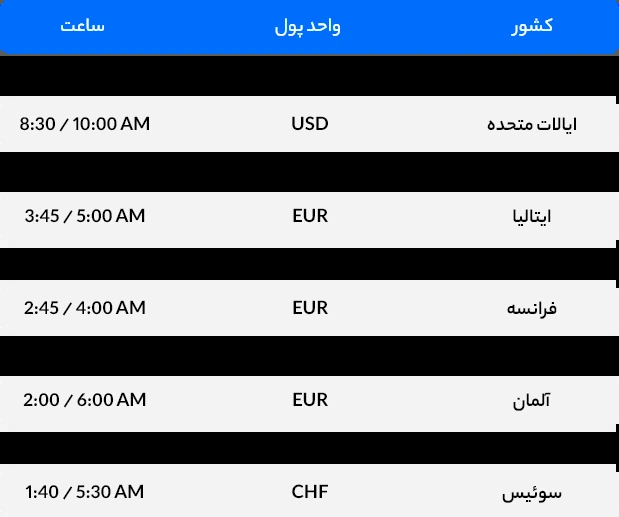 کشور واحد پول ساعت
ایالات متحده USD 8:30 / 10:00 AM
ایتالیا EUR 3:45 / 5:00 AM
فرانسه EUR 2:45 / 4:00 AM
آلمان EUR 2:00 / 6:00 AM
سوئیس CHF 1:40 / 5:30 AM